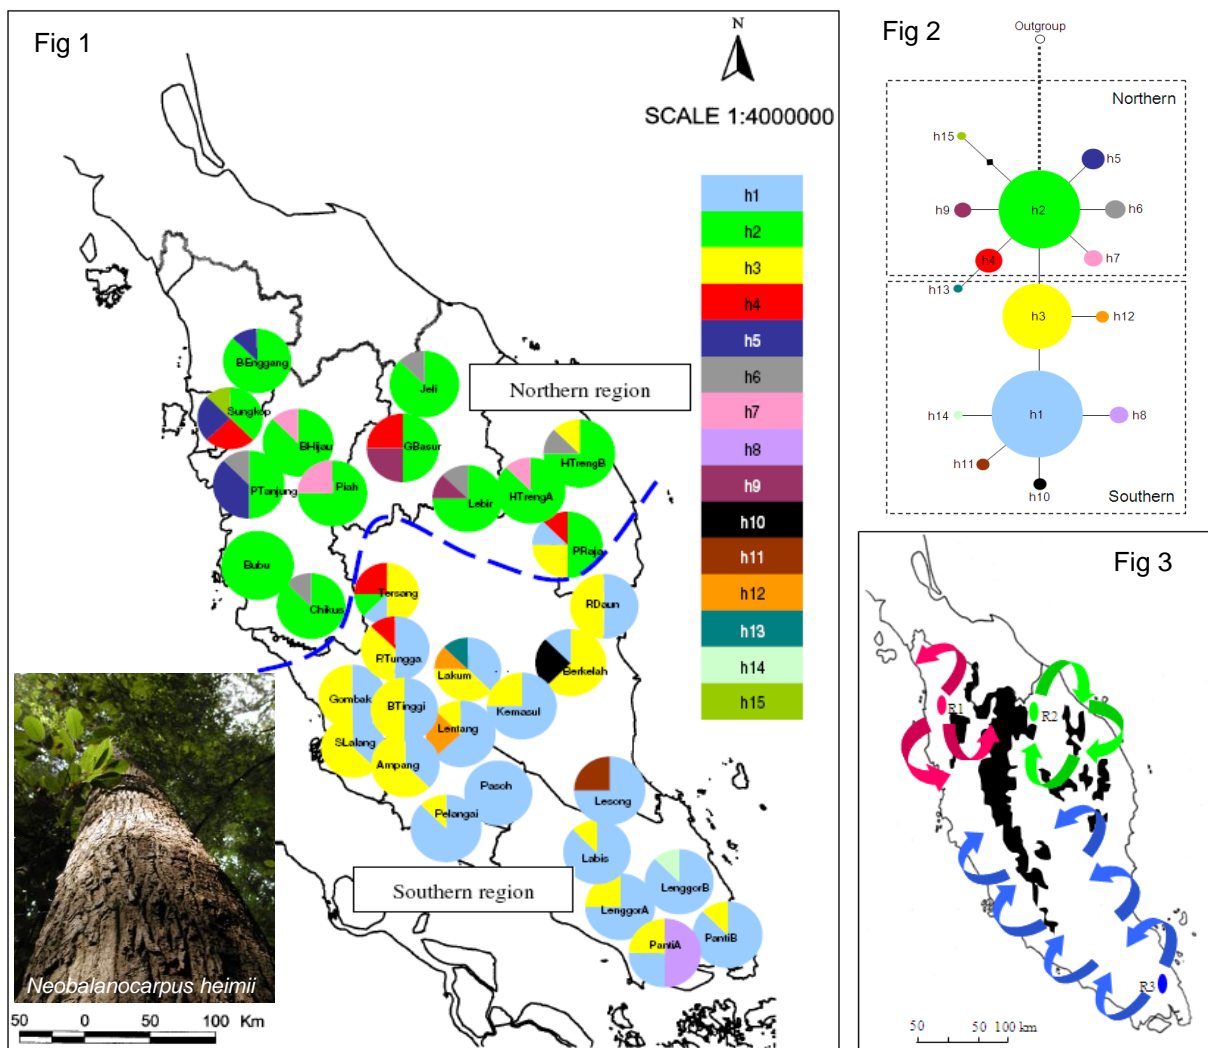 Fig 1
N
SCALE 1:4000000
h1
h2
h3
h4
h5
h6
h7
h8
h9
h10
h11
h12
h13
h14
h15
Northern region
BEnggang
Jeli
Sungkop
BHijau
GBasur
HTrengB
PTanjung
Piah
Lebir
HTrengA
PRaja
Bubu
Chikus
Tersang
RDaun
RTungga
Lakum
Berkelah
Gombak
BTinggi
Kemasul
SLalang
Lentang
Ampang
Pasoh
Lesong
Pelangai
Labis
LenggorB
LenggorA
PantiB
PantiA
Southern region
Neobalanocarpus heimii
50 0 50 100 Km
Fig 2
Outgroup
Northern
h15
h5
h9
h2
h6
h4
h7
h13
h3
h12
h14
h1
h8
h11
h10
Southern
Fig 3
R1
R2
R3
50 50 100 km